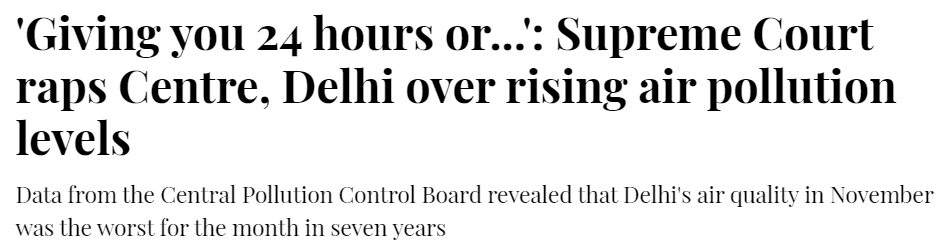 'Giving you 24 hours or...': Supreme Court
raps Centre, Delhi over rising air pollution
levels
Data from the Central Pollution Control Board revealed that Delhi's air quality in November
was the worst for the month in seven years